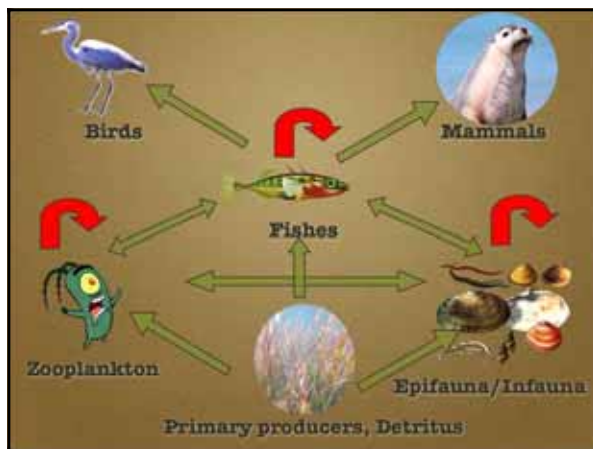 Birds
Mammals
Fishes
Zooplankton
Epifauna/Infauna
Primary producers, Detritus